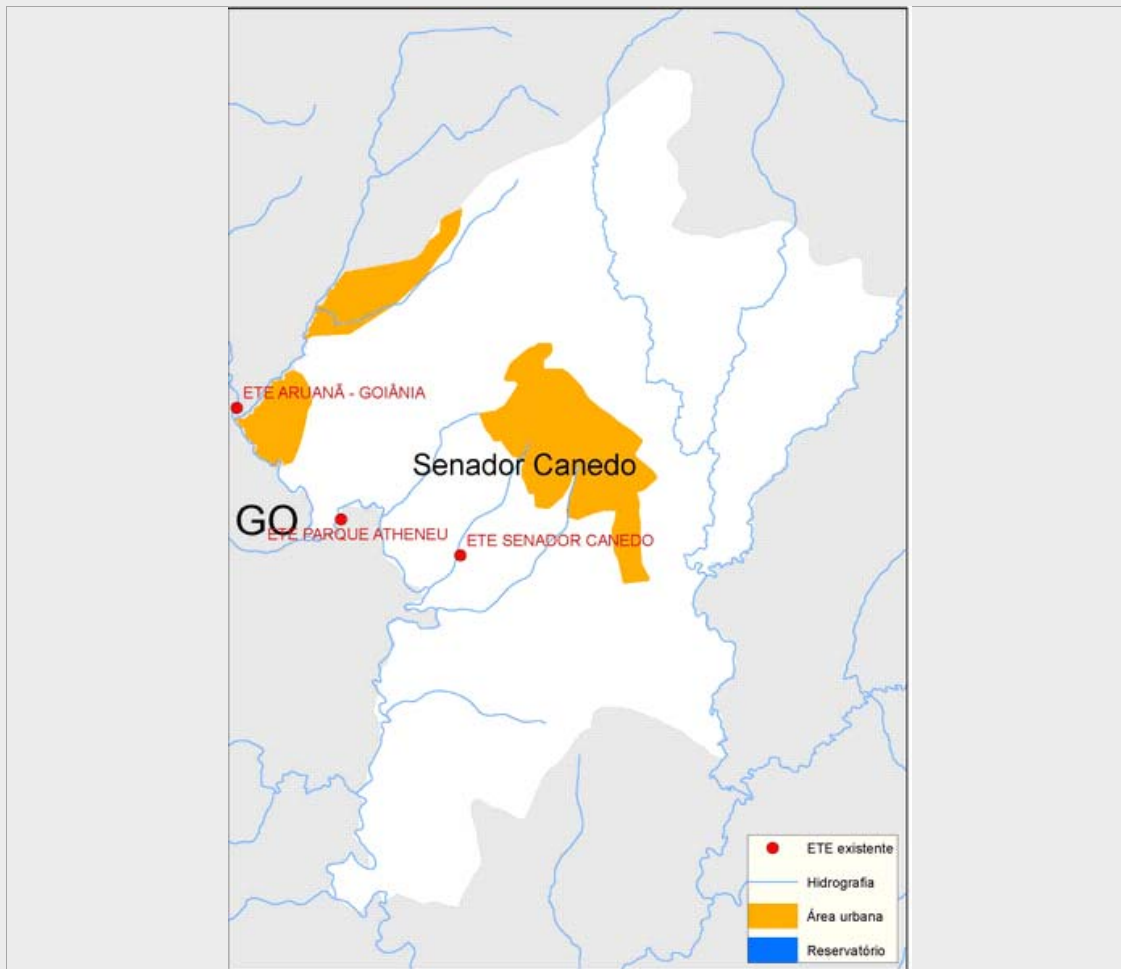 ETE ARUANÃ - GOIÂNIA
Senador Canedo
GO
ETE PARQUE ATHENEU
ETE SENADOR CANEDO
ETE existente
Hidrografia
Área urbana
Reservatório